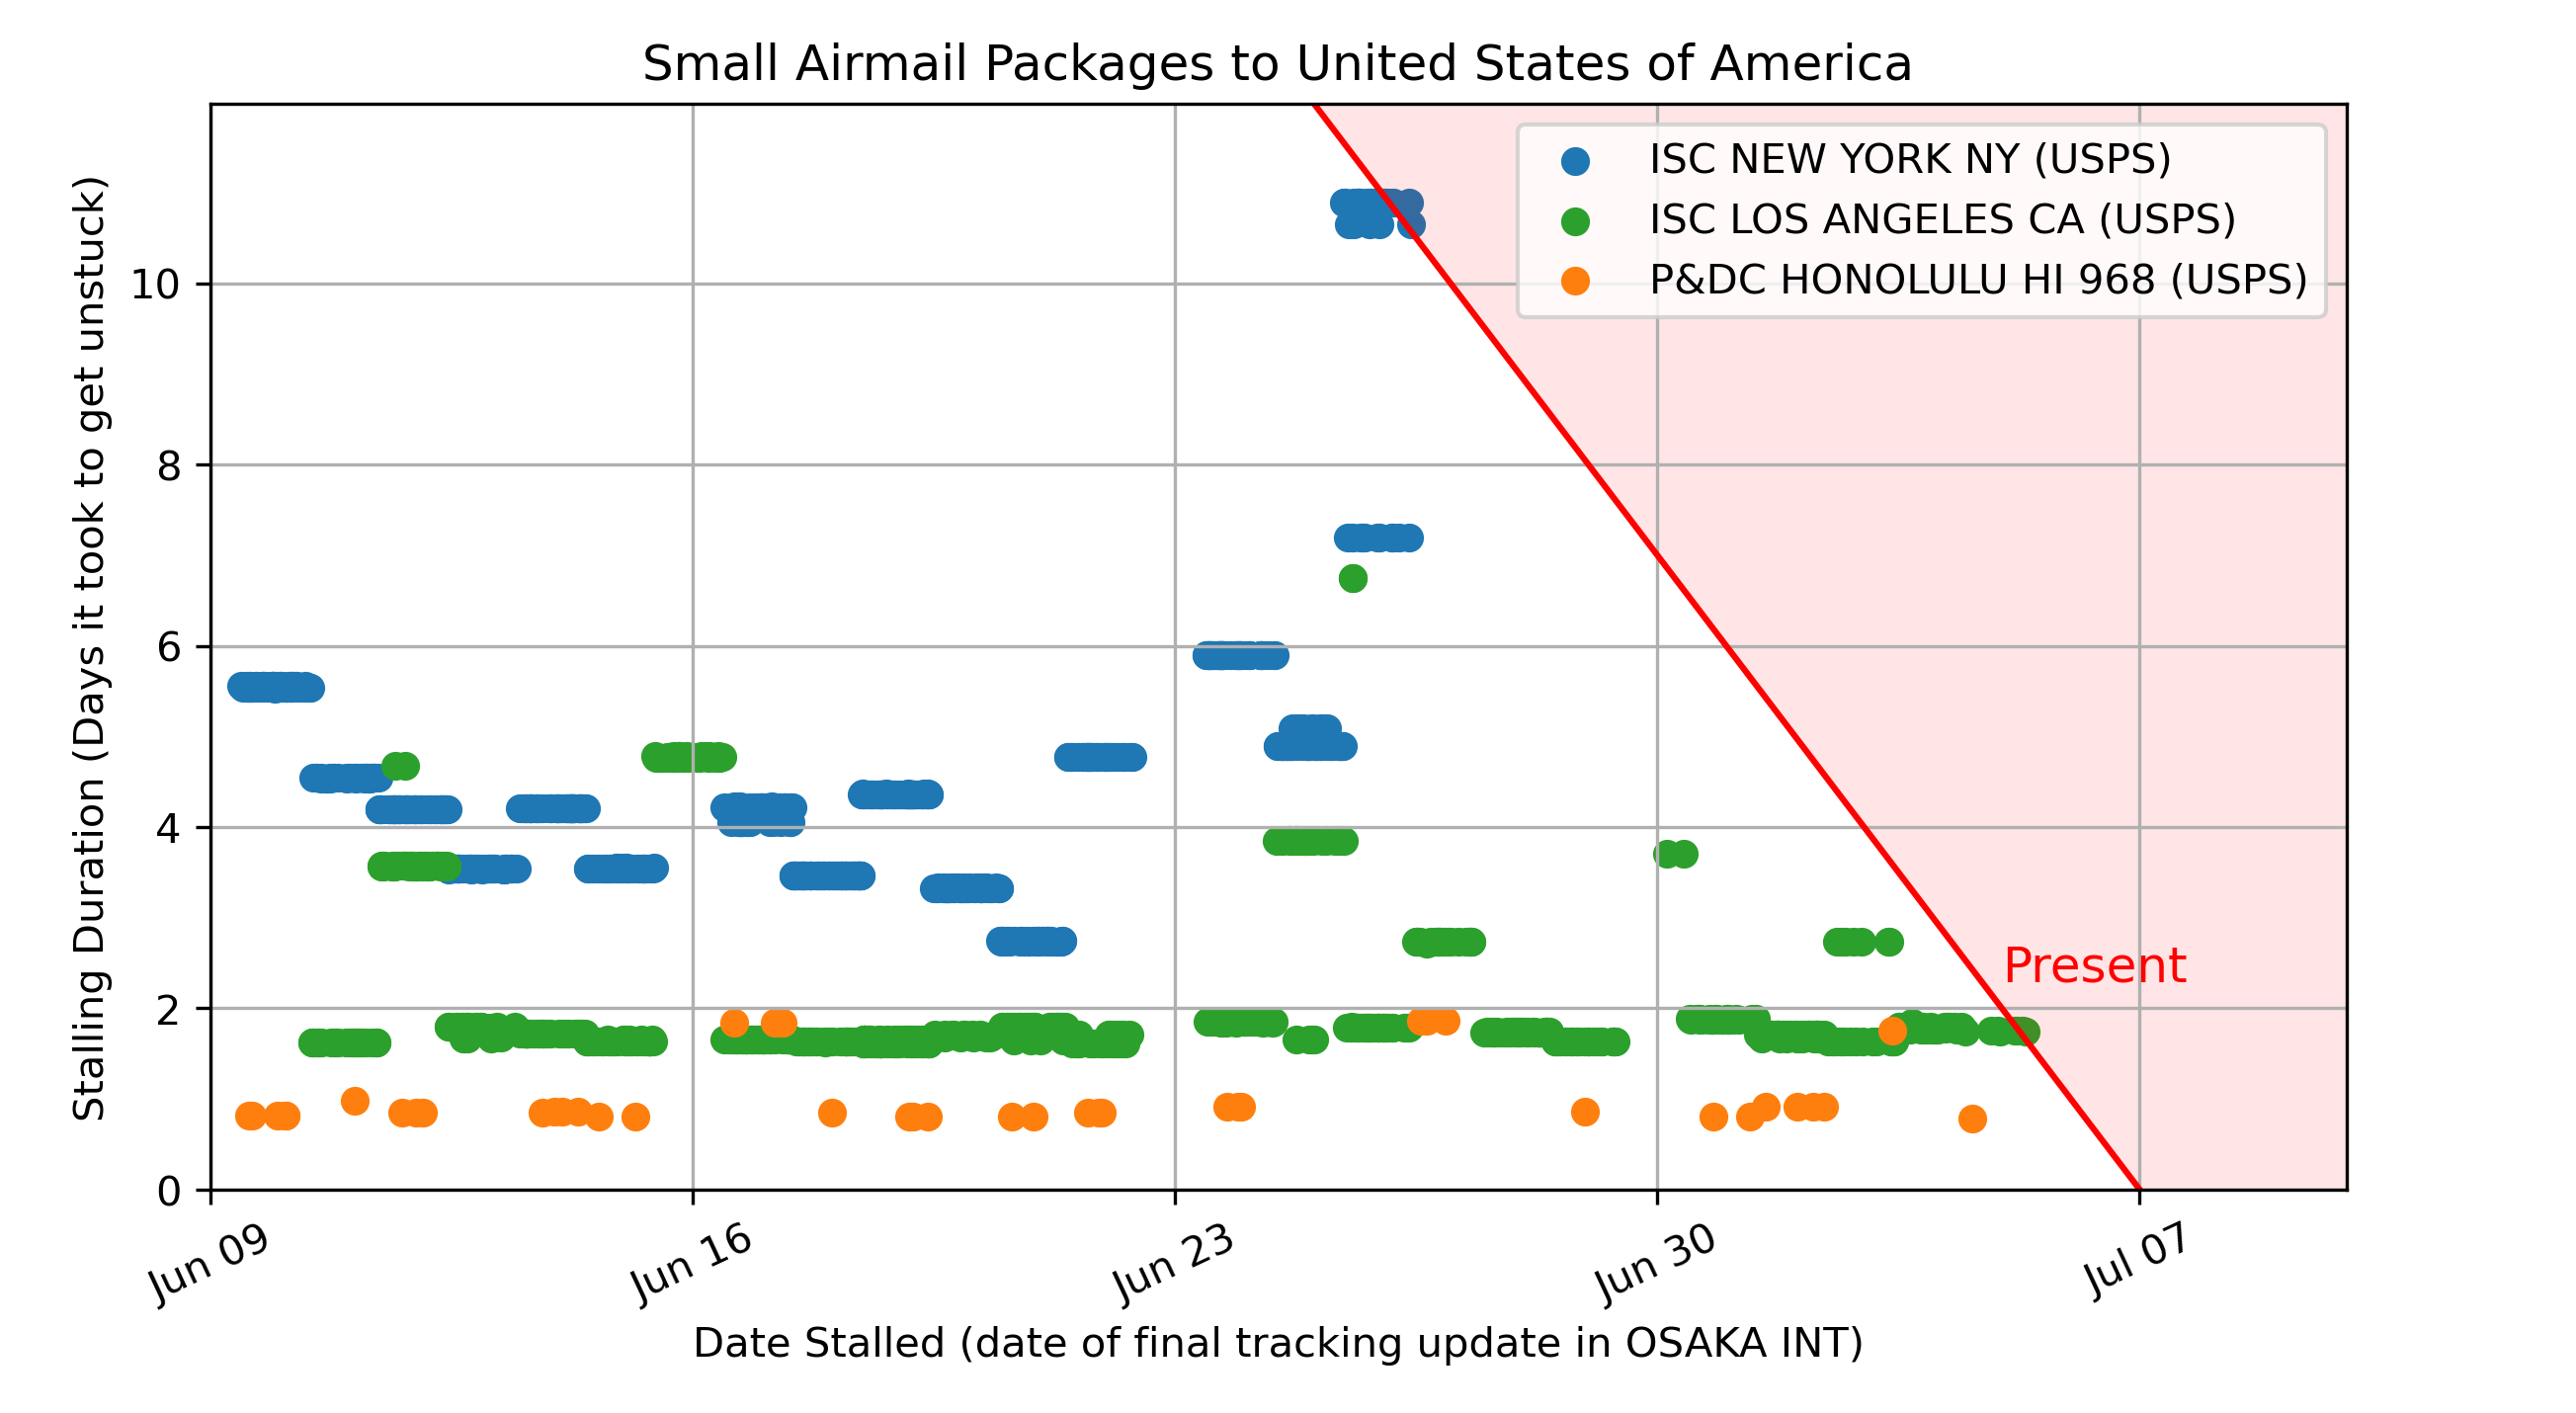 Small Airmail Packages to United States of America
ISC NEW YORK NY (USPS)
ISC LOS ANGELES CA (USPS)
P&DC HONOLULU HI 968 (USPS)
Stalling Duration (Days it took to get unstuck)
10
8
6
4
2
0
Present
Jun 09
Jun 16
Jun 23
Jun 30
Jul 07
Date Stalled (date of final tracking update in OSAKA INT)